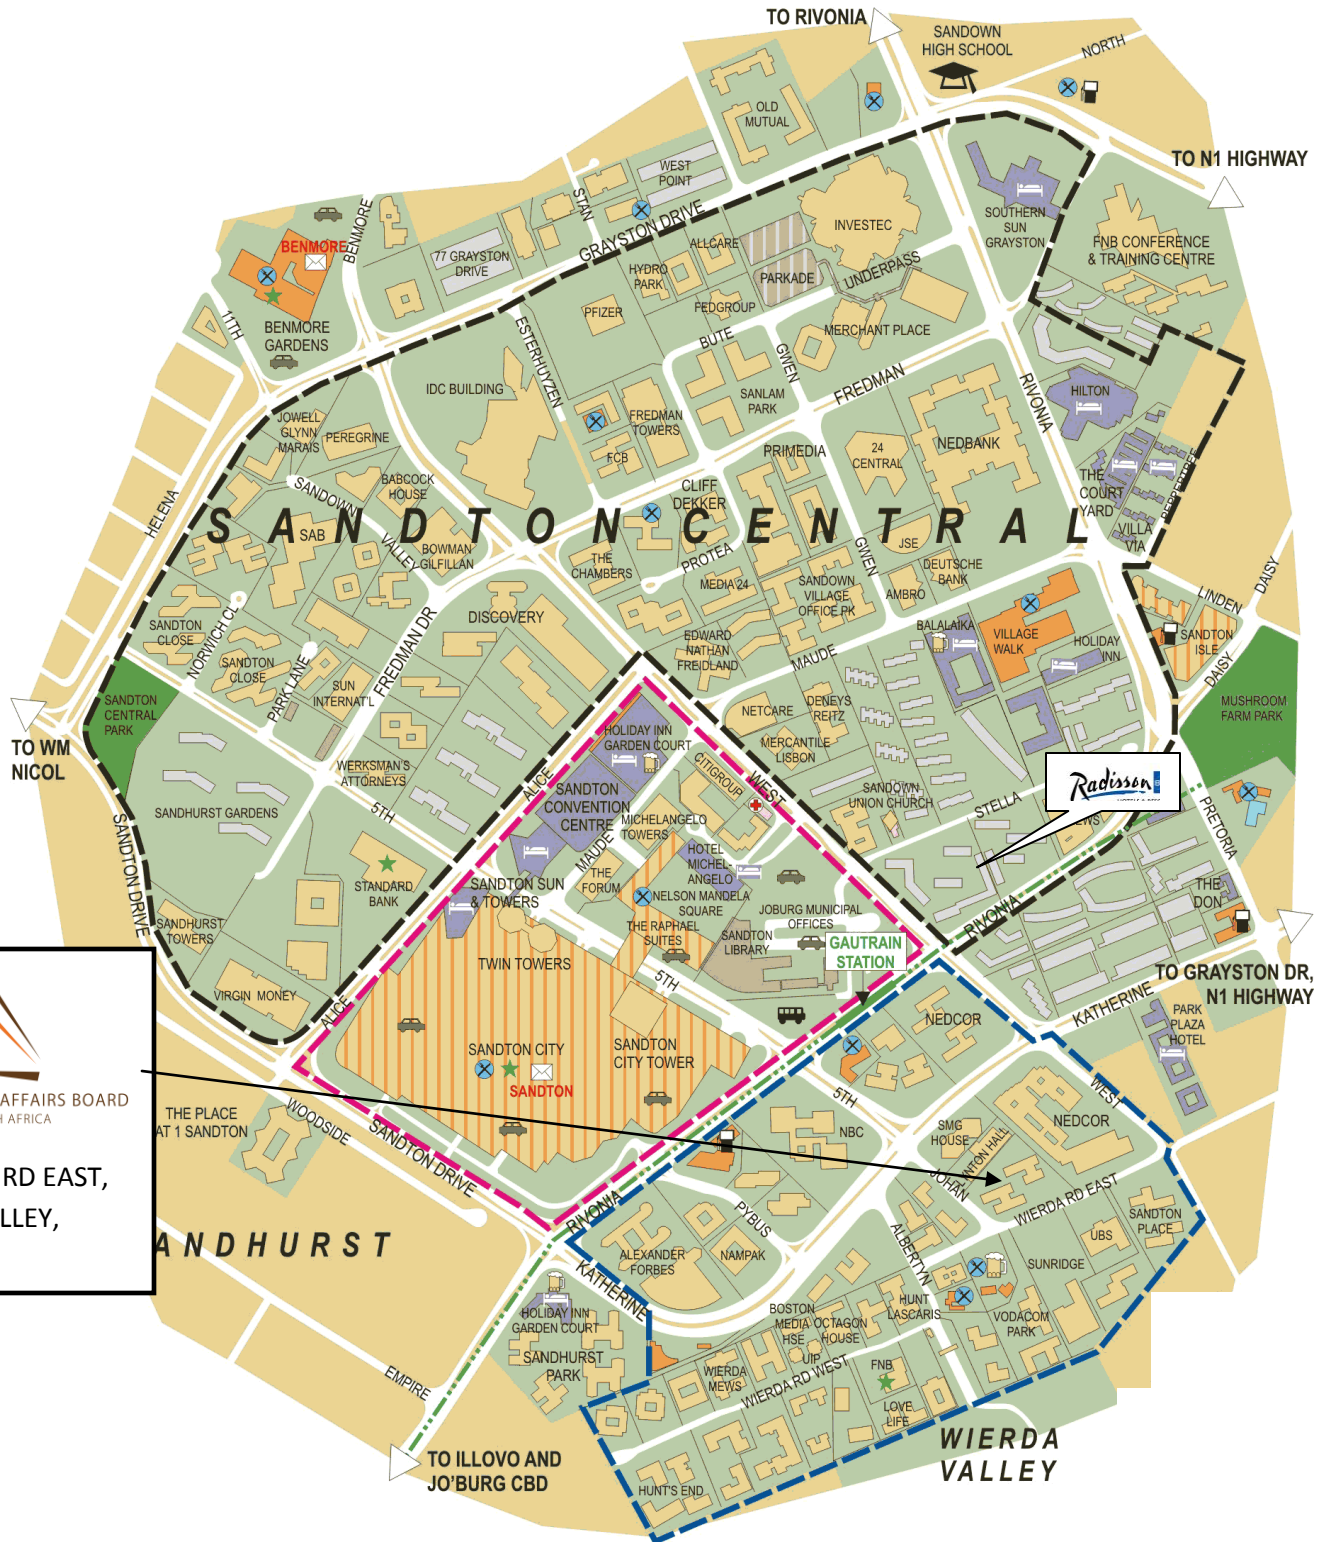 TO RIVONIA
SANDOWN
HIGH SCHOOL
NORTH
OLD
MUTUAL
TO N1 HIGHWAY
WEST
POINT
STAN
GRAYSTON DRIVE
BENMORE
BENMORE
77 GRAYSTON
DRIVE
ALLCARE
INVESTEC
SOUTHERN
SUN
GRAYSTON
FNB CONFERENCE
& TRAINING CENTRE
HYDRO
PARK
PARKADE
UNDERPASS
PFIZER
FEDGROUP
11TH
BENMORE
GARDENS
ESTERHUYZEN
BUTE
GWEN
MERCHANT PLACE
IDC BUILDING
SANLAM
PARK
FREDMAN
RIVONIA
HILTON
JOWELL
GLYNN
MARAIS
PEREGRINE
FREDMAN
TOWERS
FCB
PRIMEDIA
24
CENTRAL
NEDBANK
BABCOCK
HOUSE
SANDOWN
VALLEY
CLIFF
DEKKER
THE
COURT
YARD
PEPPERTREE
HELENA
SANDTON CENTRAL
SAB
BOWMAN
GILFILLAN
THE
CHAMBERS
PROTEA
GWEN
JSE
VILLA
VIA
MEDIA 24
SANDOWN
VILLAGE
OFFICE PK
DEUTSCHE
BANK
AMBRO
DAISY
LINDEN
NORWICH CL
SANDTON
CLOSE
DISCOVERY
FREDMAN DR
EDWARD
NATHAN
FREIDLAND
MAUDE
BALALAIKA
VILLAGE
WALK
HOLIDAY
INN
SANDTON
ISLE
DAISY
SANDTON
CLOSE
PARK LANE
SUN
INTERNAT'L
SANDTON
CENTRAL
PARK
NETCARE
DENEYS
REITZ
MUSHROOM
FARM PARK
TO WM
NICOL
HOLIDAY INN
GARDEN COURT
MERCANTILE
LISBON
WERKSMAN'S
ATTORNEYS
ALICE
CITIGROUP
WEST
Radisson
SANDHURST GARDENS
5TH
SANDTON
CONVENTION
CENTRE
MICHELANGELO
TOWERS
SANDOWN
UNION CHURCH
STELLA
EWS
PRETORIA
SANDTON DRIVE
MAUDE
HOTEL
MICHEL-
ANGELO
STANDARD
BANK
SANDTON SUN
& TOWERS
THE
FORUM
NELSON MANDELA
SQUARE
THE
DON
SANDHURST
TOWERS
THE RAPHAEL
SUITES
JOBURG MUNICIPAL
OFFICES
SANDTON
LIBRARY
GAUTRAIN
STATION
RIVONIA
TWIN TOWERS
5TH
VIRGIN MONEY
ALICE
TO GRAYSTON DR,
N1 HIGHWAY
KATHERINE
NEDCOR
PARK
PLAZA
HOTEL
SANDTON CITY
SANDTON
SANDTON
CITY TOWER
AFFAIRS BOARD
H AFRICA
THE PLACE
AT 1 SANDTON
WOODSIDE
SANDTON DRIVE
5TH
NBC
SMG
HOUSE
NEDCOR
WEST
RD EAST,
LLEY,
JOHAN
WIERDA RD EAST
SANDTON
PLACE
RIVONIA
PYBUS
ALBERTYN
UBS
ANDHURST
ALEXANDER
FORBES
NAMPAK
SUNRIDGE
KATHERINE
HOLIDAY INN
GARDEN COURT
BOSTON
MEDIA
HSE
OCTAGON
HOUSE
HUNT
LASCARIS
VODACOM
PARK
SANDHURST
PARK
UIP
EMPIRE
WIERDA
MEWS
WIERDA RD WEST
FNB
LOVE
LIFE
WIERDA
VALLEY
TO ILLOVO AND
JO'BURG CBD
HUNT'S END